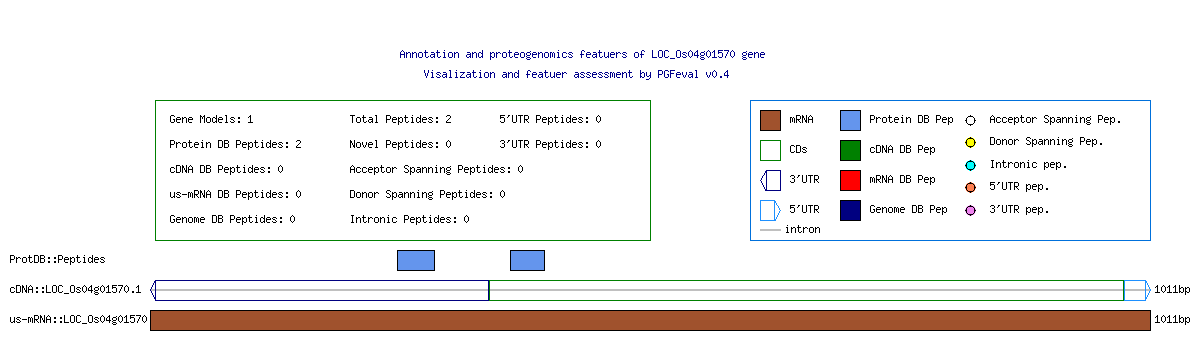 Annotation and proteogenomics featuers of LOC_Os04g01570 gene
Visalization and featuer assessment by PGFeval v0.4
Gene Models: 1 Total Peptides: 2 5'UTR Peptides: 0
Protein DB Peptides: 2 Novel Peptides: 0 3'UTR Peptides: 0
cDNA DB Peptides: 0 Acceptor Spanning Peptides: 0
us-mRNA DB Peptides: 0 Donor Spanning Peptides: 0
Genome DB Peptides: 0 Intronic Peptides: 0
mRNA Protein DB Pep Acceptor Spanning Pep.
CDs cDNA DB Pep Donor Spanning Pep.
3'UTR mRNA DB Pep Intronic pep.
5'UTR Genome DB Pep 5'UTR pep.
intron 3'UTR pep.
ProtDB::Peptides
cDNA::LOC_Os04g01570.1 1011bp
us-mRNA::LOC_Os04g01570 1011bp